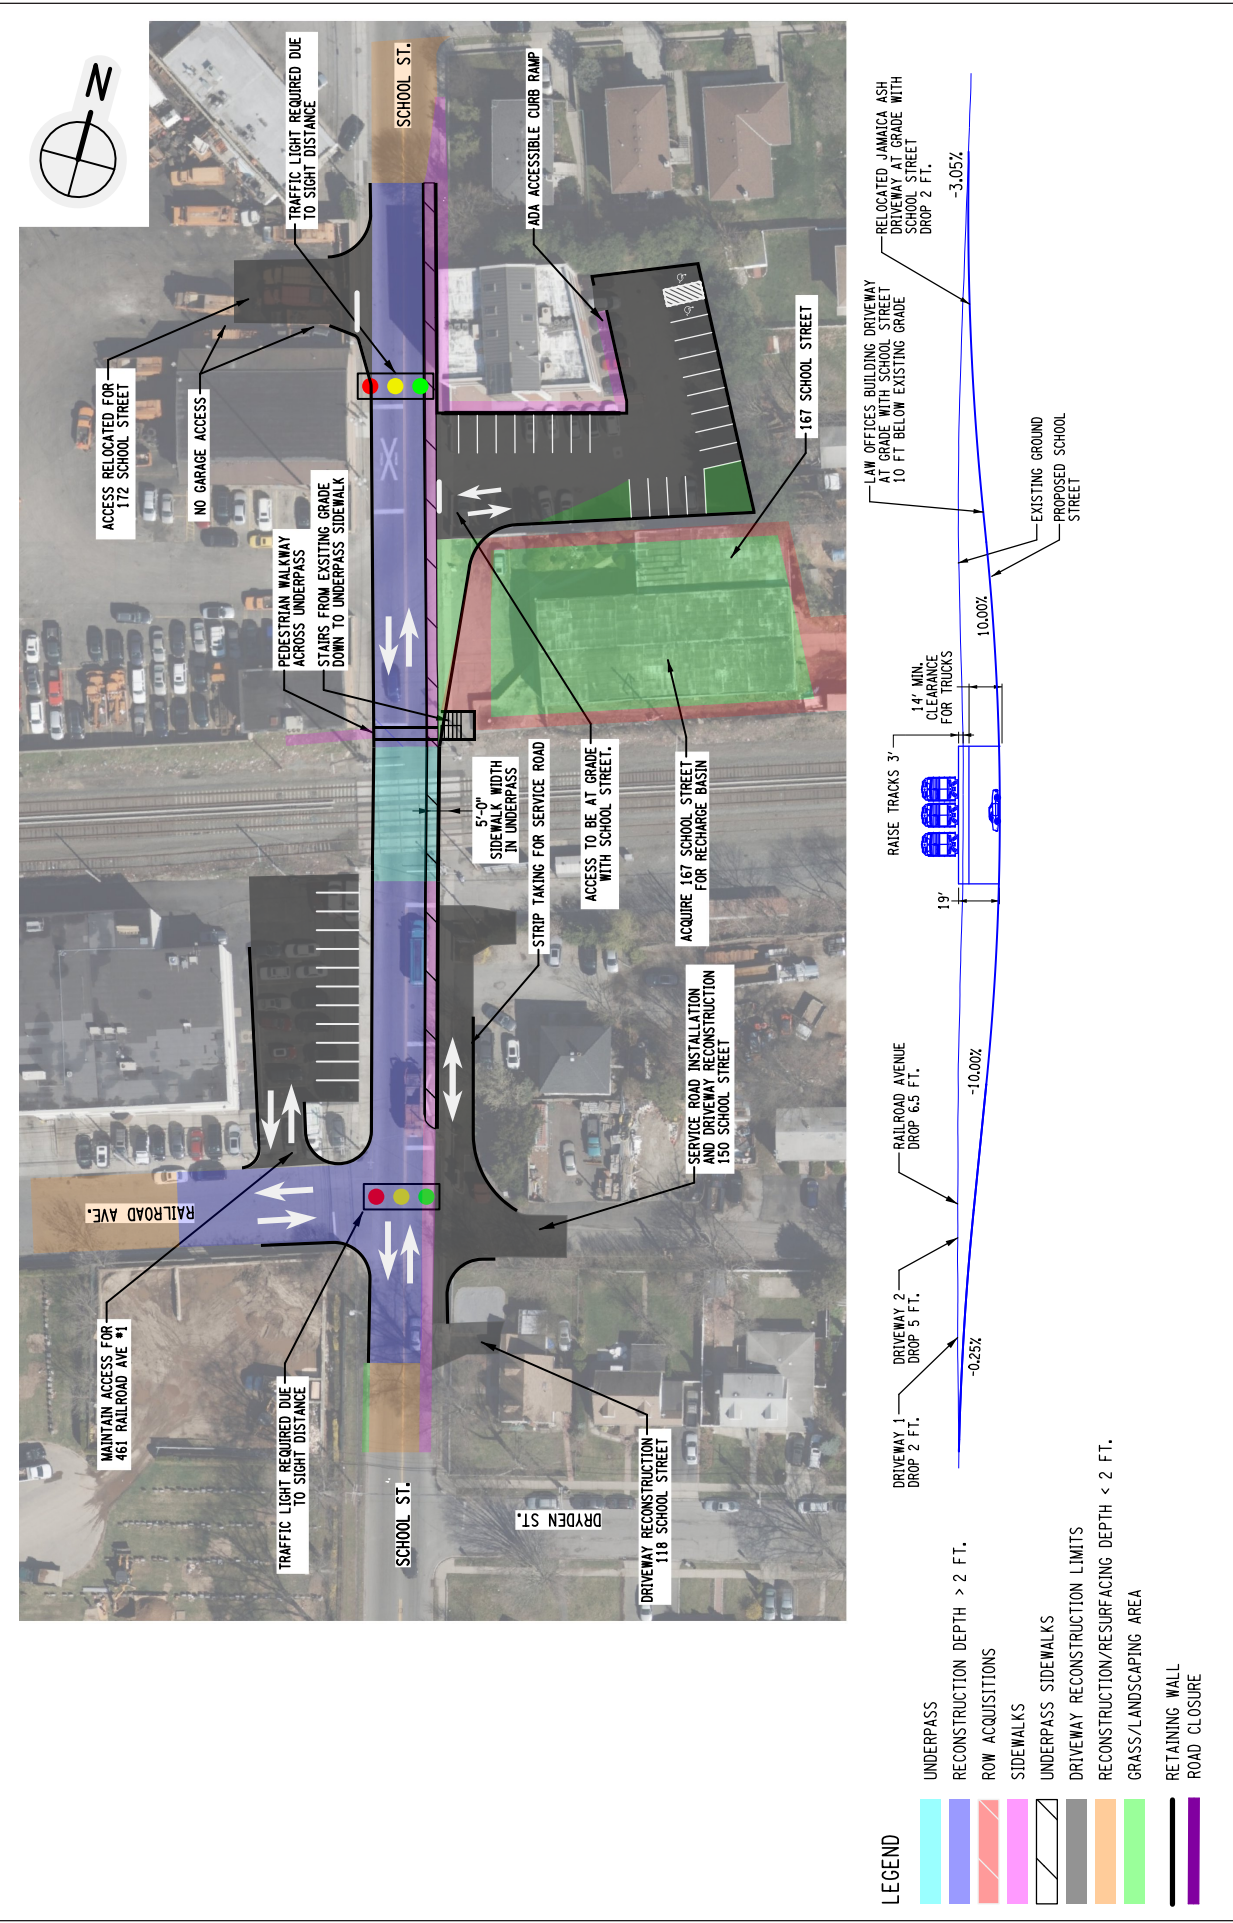 N
SCHOOL ST.
TRAFFIC LIGHT REQUIRED DUE
TO SIGHT DISTANCE
ADA ACCESSIBLE CURB RAMP
ACCESS RELOCATED FOR
172 SCHOOL STREET
NO GARAGE ACCESS
167 SCHOOL STREET
PEDESTRIAN WALKWAY
ACROSS UNDERPASS
STAIRS FROM EXSITING GRADE
DOWN TO UNDERPASS SIDEWALK
5'-0"
SIDEWALK WIDTH
IN UNDERPASS
STRIP TAKING FOR SERVICE ROAD
ACCESS TO BE AT GRADE
WITH SCHOOL STREET.
ACQUIRE 167 SCHOOL STREET
FOR RECHARGE BASIN
SERVICE ROAD INSTALLATION
AND DRIVEWAY RECONSTRUCTION
150 SCHOOL STREET
RAILROAD AVE.
MAINTAIN ACCESS FOR
461 RAILROAD AVE #1
TRAFFIC LIGHT REQUIRED DUE
TO SIGHT DISTANCE
SCHOOL ST.
DRYDEN ST.
DRIVEWAY RECONSTRUCTION
118 SCHOOL STREET
DRIVEWAY 1
DROP 2 FT.
DRIVEWAY 2
DROP 5 FT.
RAILROAD AVENUE
DROP 6.5 FT.
-0.25%
-10.00%
19'
RAISE TRACKS 3'
14' MIN.
CLEARANCE
FOR TRUCKS
10.00%
LAW OFFICES BUILDING DRIVEWAY
AT GRADE WITH SCHOOL STREET
10 FT BELOW EXISTING GRADE
EXISTING GROUND
PROPOSED SCHOOL
STREET
RELOCATED JAMAICA ASH
DRIVEWAY AT GRADE WITH
SCHOOL STREET
DROP 2 FT.
-3.05%
LEGEND
UNDERPASS
RECONSTRUCTION DEPTH > 2 FT.
ROW ACQUISITIONS
SIDEWALKS
UNDERPASS SIDEWALKS
DRIVEWAY RECONSTRUCTION LIMITS
RECONSTRUCTION/RESURFACING DEPTH < 2 FT.
GRASS/LANDSCAPING AREA
RETAINING WALL
ROAD CLOSURE